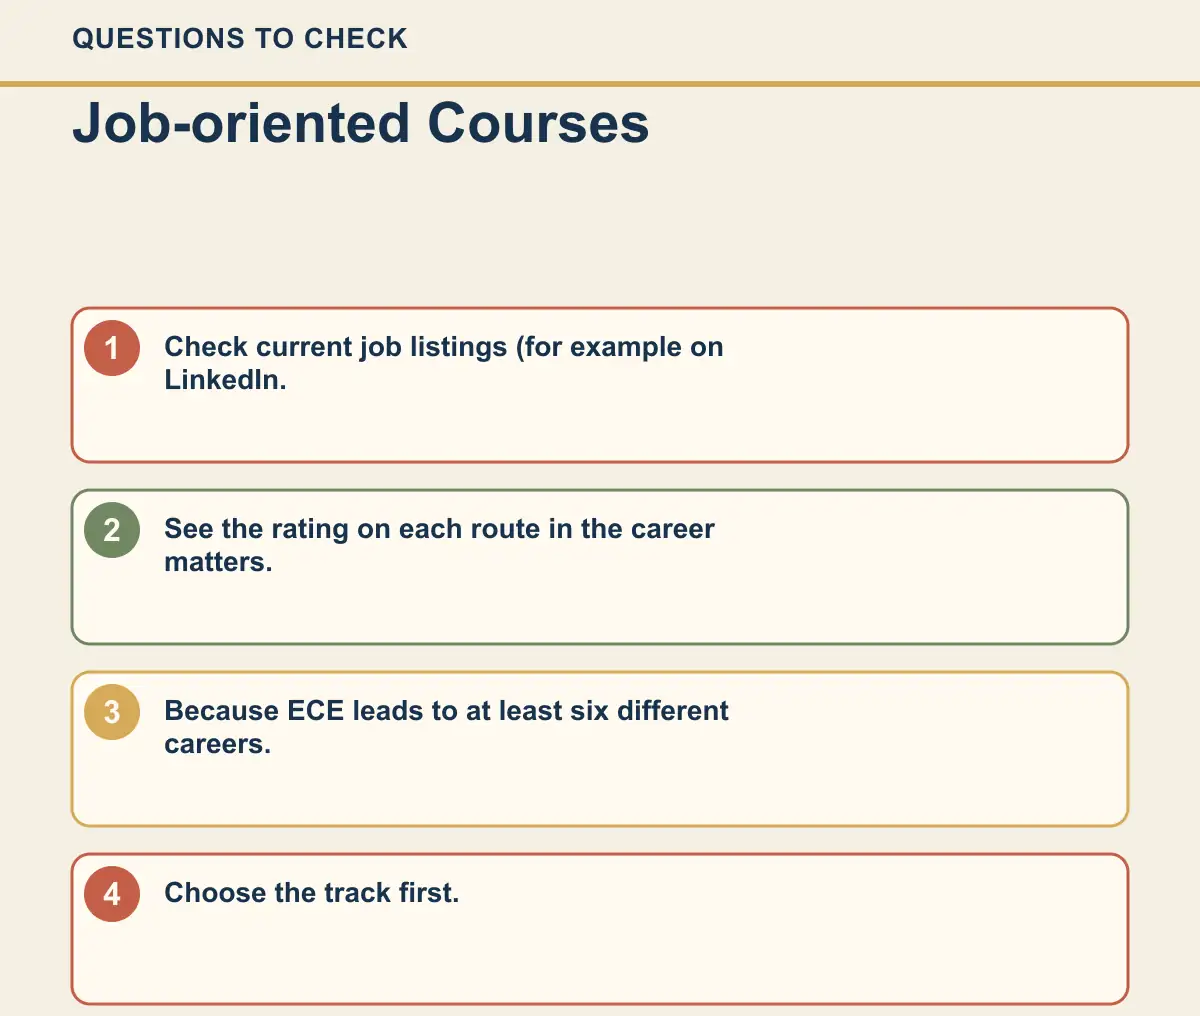 QUESTIONS TO CHECK
Job-oriented Courses
1
Check current job listings (for example on
LinkedIn.
2
See the rating on each route in the career
matters.
3
Because ECE leads to at least six different
careers.
4
Choose the track first.